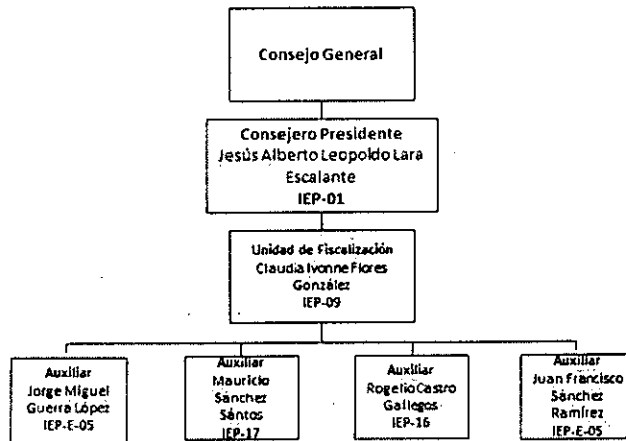 Consejo General
Consejero Presidente
Jesús Alberto Leopoldo Lara
Escalante
IEP-01
Unidad de Fiscalización
Claudia Ivonne Flores
González
IEP-09
Auxiliar
Jorge Miguel
Guerra López
IEP-E-05
Auxiliar
Mauricio
Sánchez
Sántos
IEP-17
Auxiliar
Rogelio Castro
Gallegos
IEP-16
Auxiliar
Juan Francisco
Sánchez
Ramírez
IEP-E-05